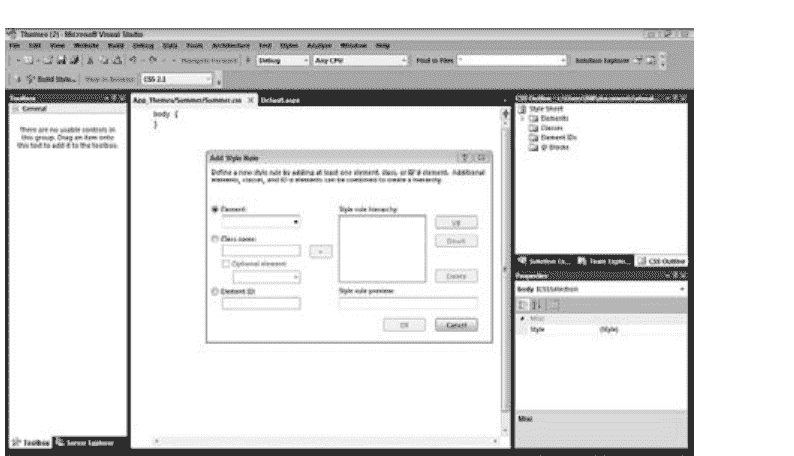 Themes (2) - Microsoft Visual Studio
File Edit View Website Build Debug Data Tools Architecture Test Styles Analyze Window Help
Debug Any CPU Find in Files Solution Explorer
Build Style... CSS 2.1
Toolbox
General
There are no usable controls in
this group. Drag an item onto
this text to add it to the toolbox.
App_Themes/Summer/Summer.css Default.aspx
body {
}
Add Style Rule
Define a new style rule by adding at least one element, class, or ID'd element. Additional
elements, classes, and ID'd elements can be combined to create a hierarchy.
Element:
Class name:
Optional element:
Element ID:
>
Style rule hierarchy:
Up
Down
Delete
Style rule preview:
OK Cancel
Style Sheet
Elements
Classes
Element IDs
@ Blocks
Solution Ex... Team Explo... CSS Outline
Properties
body
Misc
Style (Style)
Misc
Toolbox Server Explorer